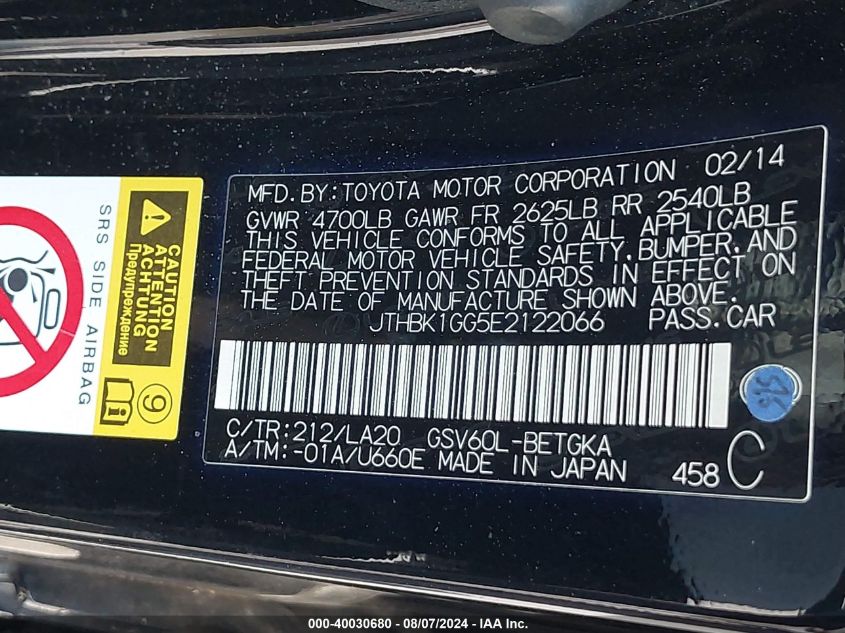 MFD.BY:TOYOTA MOTOR CORPORATION 02/14
GVWR 4700LB GAWR FR 2625LB RR 2540LB
THIS VEHICLE CONFORMS TO ALL APPLICABLE
FEDERAL MOTOR VEHICLE SAFETY,BUMPER,AND
THEFT PREVENTION STANDARDS IN EFFECT ON
THE DATE OF MANUFACTURE SHOWN ABOVE.
JTHBK1GG5E2122066 PASS.CAR
C/TR:212/LA20 GSV60L-BETGKA
A/TM:-01A/U660E MADE IN JAPAN 458 C
SRS SIDE AIRBAG
CAUTION
ATTENTION
ACHTUNG
Предупреждение
9
000-40030680 - 08/07/2024 - IAA Inc.